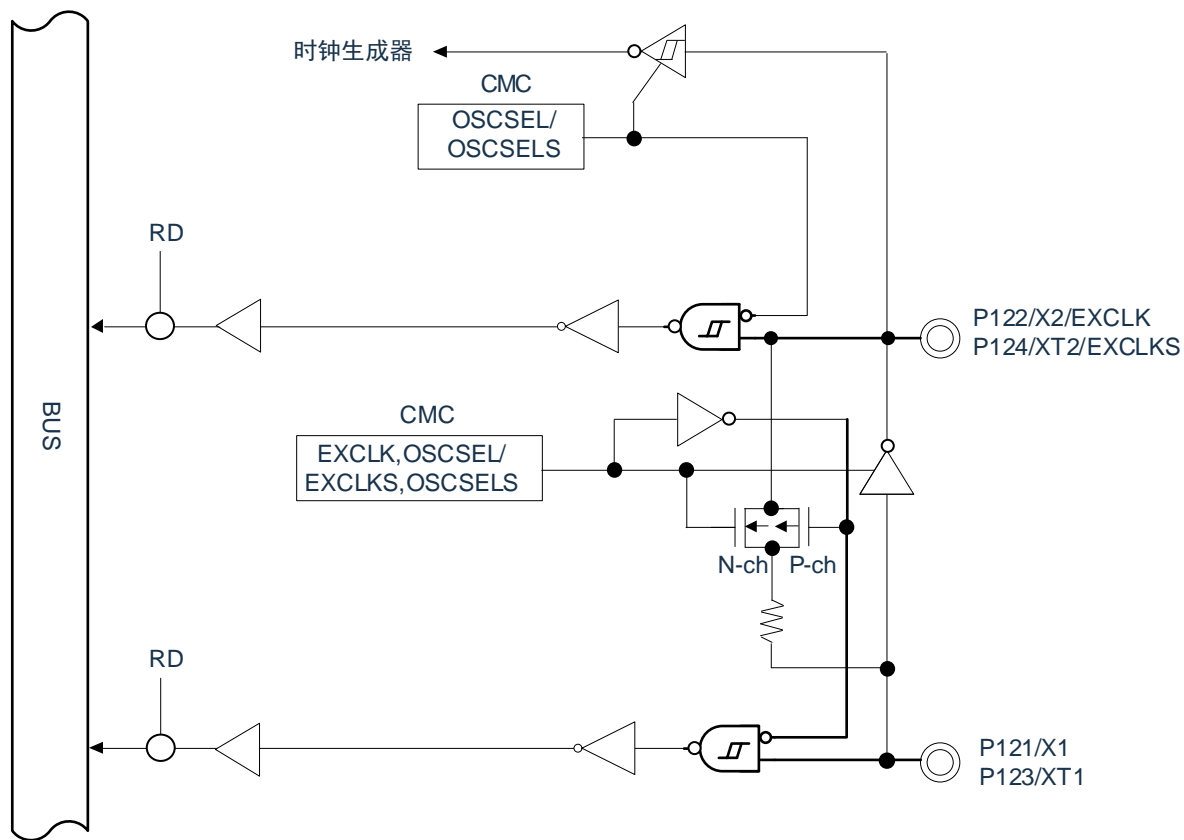 时钟生成器
CMC
OSCSEL/
OSCSELS
RD
P122/X2/EXCLK
P124/XT2/EXCLKS
BUS
CMC
EXCLK,OSCSEL/
EXCLKS,OSCSELS
N-ch
P-ch
RD
P121/X1
P123/XT1